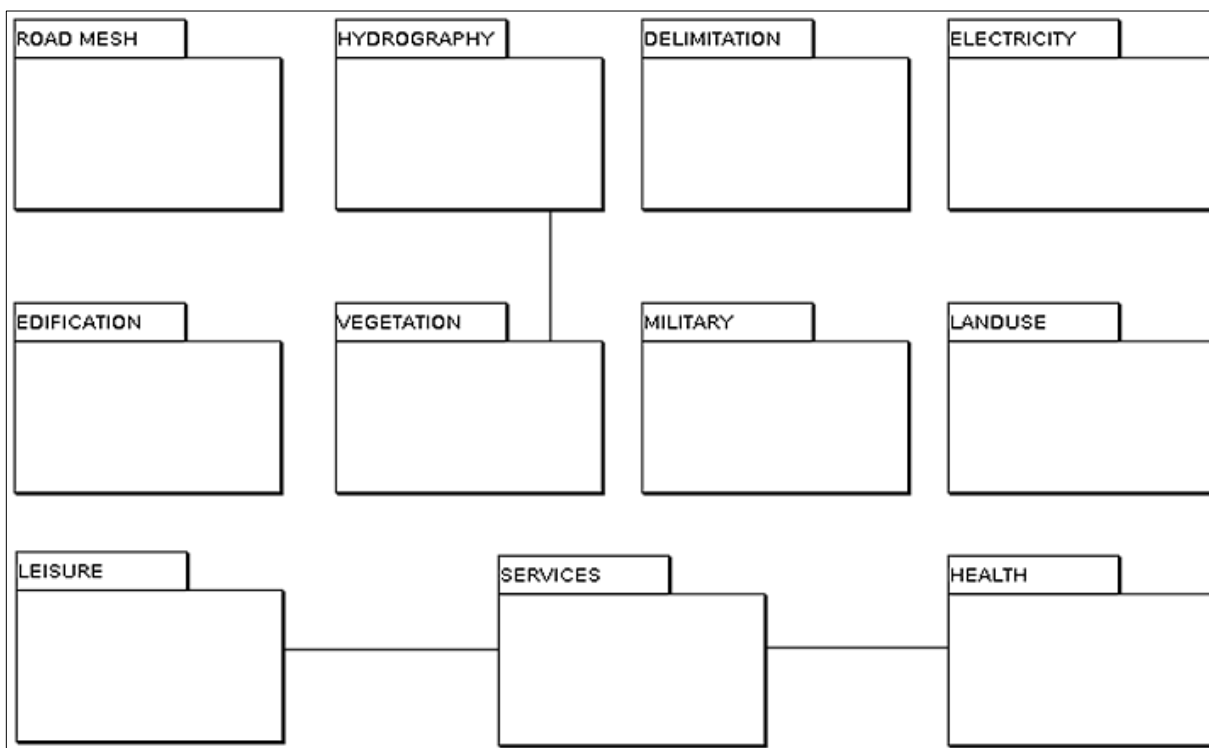 ROAD MESH
HYDROGRAPHY
DELIMITATION
ELECTRICITY
EDIFICATION
VEGETATION
MILITARY
LANDUSE
LEISURE
SERVICES
HEALTH